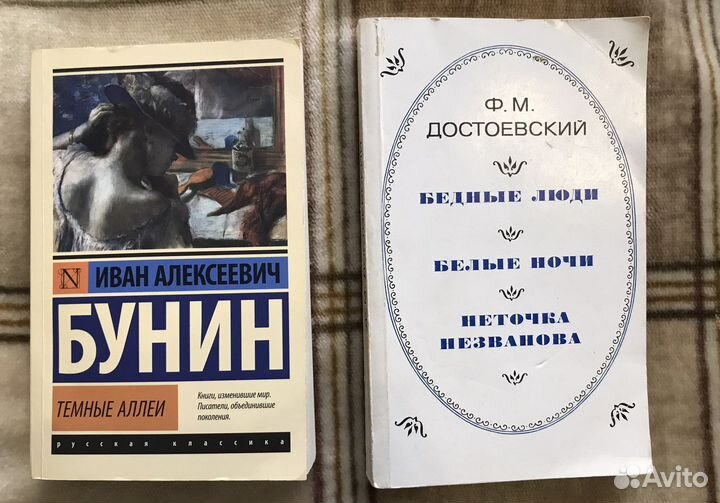 N
ИВАН АЛЕКСЕЕВИЧ
БУНИН
ТЕМНЫЕ АЛЛЕИ
Книги, изменившие мир.
Писатели, объединившие
поколения.
русская классика
Ф. М.
ДОСТОЕВСКИЙ
БЕДНЫЕ ЛЮДИ
БЕЛЫЕ НОЧИ
НЕТОЧКА
НЕЗВАНОВА
Avito